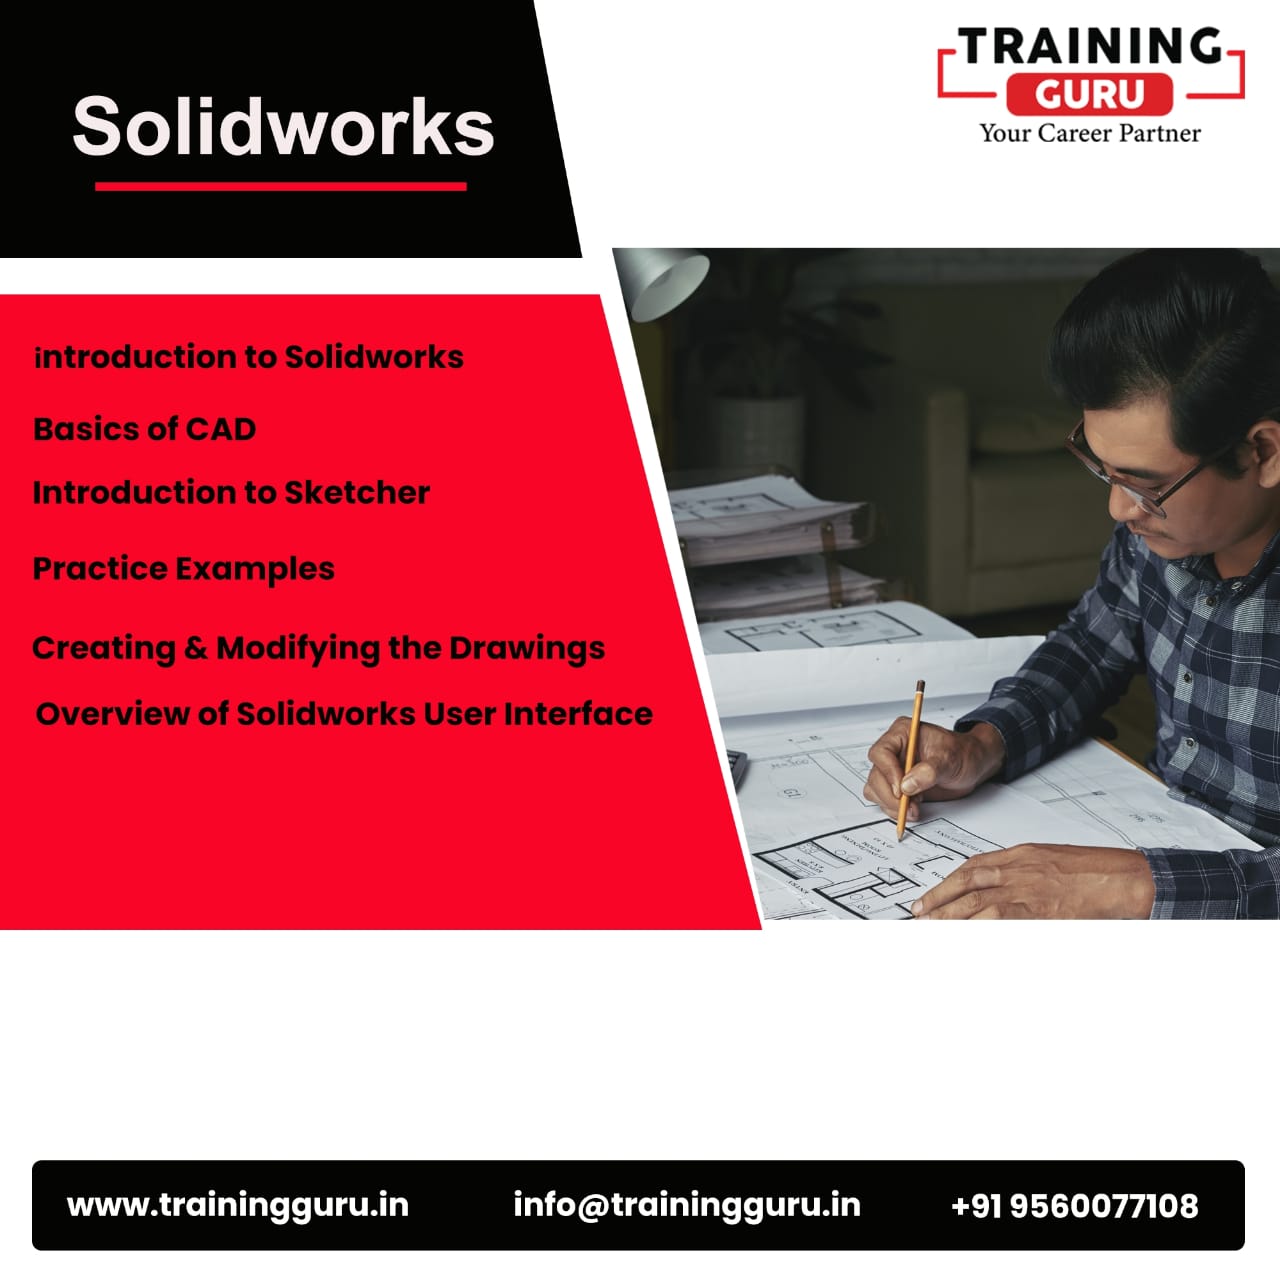 Solidworks
TRAINING
GURU
Your Career Partner
introduction to Solidworks
Basics of CAD
Introduction to Sketcher
Practice Examples
Creating & Modifying the Drawings
Overview of Solidworks User Interface
www.trainingguru.in
info@trainingguru.in
+91 9560077108